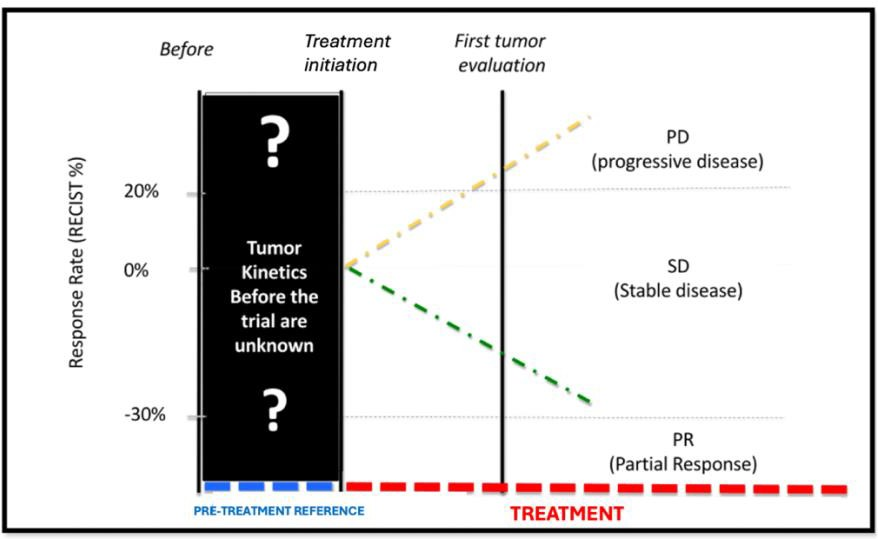 Before
Treatment
initiation
First tumor
evaluation
Response Rate (RECIST %)
20%
0%
-30%
?
Tumor
Kinetics
Before the
trial are
unknown
?
PD
(progressive disease)
SD
(Stable disease)
PR
(Partial Response)
PRE-TREATMENT REFERENCE
TREATMENT